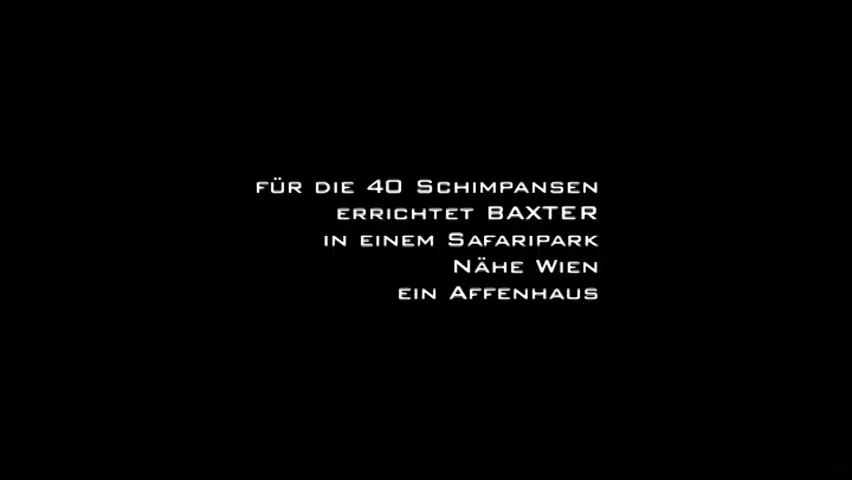 für die 40 Schimpansen
errichtet BAXTER
in einem Safaripark
Nähe Wien
ein Affenhaus